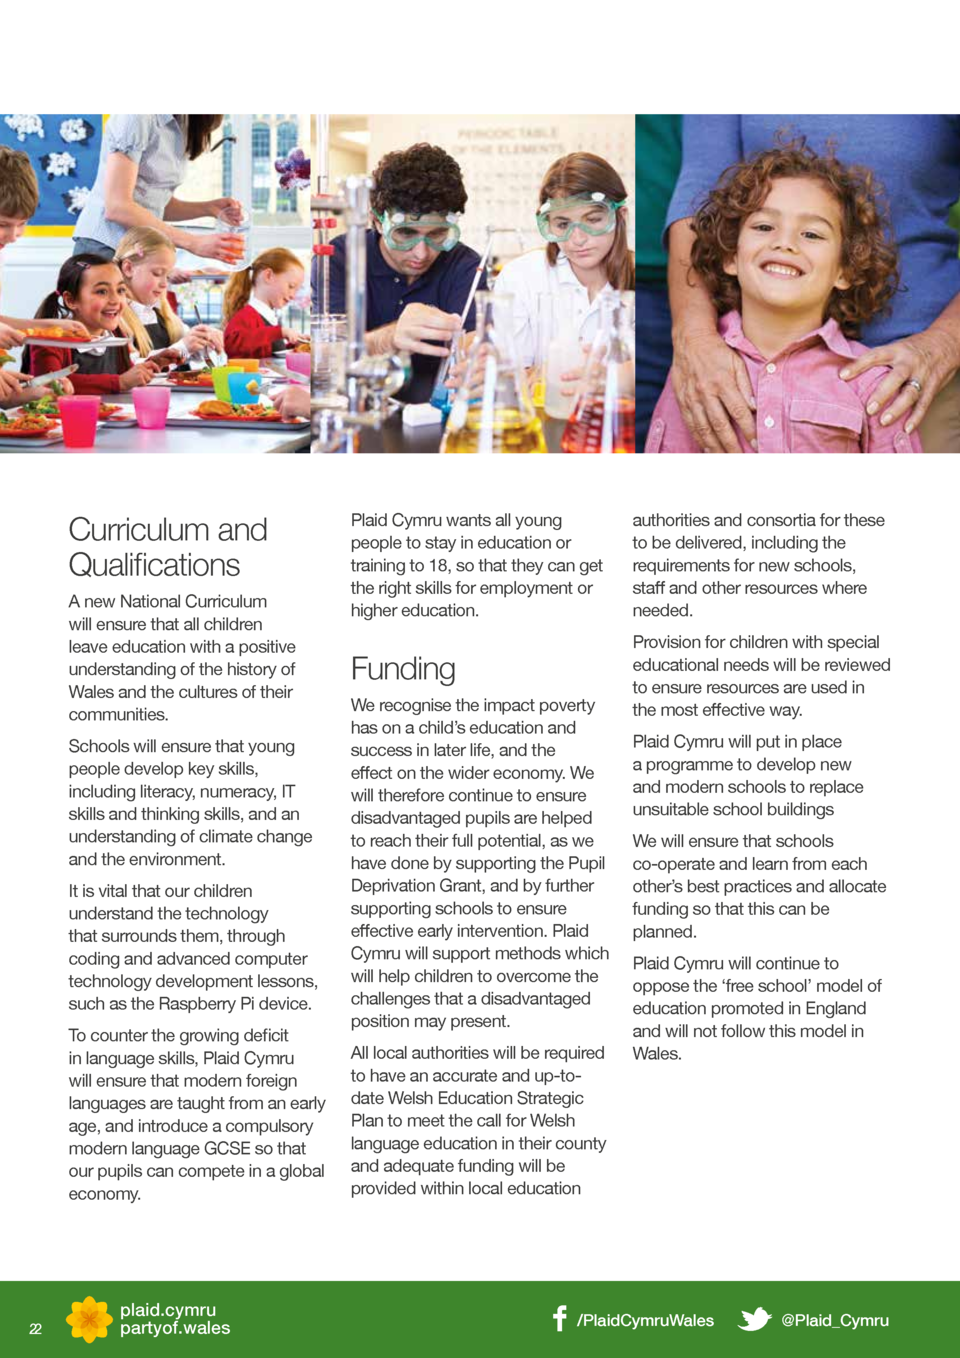 PERIODIC TABLE
OF THE ELEMENTS
Curriculum and
Qualifications
A new National Curriculum
will ensure that all children
leave education with a positive
understanding of the history of
Wales and the cultures of their
communities.
Schools will ensure that young
people develop key skills,
including literacy, numeracy, IT
skills and thinking skills, and an
understanding of climate change
and the environment.
It is vital that our children
understand the technology
that surrounds them, through
coding and advanced computer
technology development lessons,
such as the Raspberry Pi device.
To counter the growing deficit
in language skills, Plaid Cymru
will ensure that modern foreign
languages are taught from an early
age, and introduce a compulsory
modern language GCSE so that
our pupils can compete in a global
economy.
Plaid Cymru wants all young
people to stay in education or
training to 18, so that they can get
the right skills for employment or
higher education.
Funding
We recognise the impact poverty
has on a child’s education and
success in later life, and the
effect on the wider economy. We
will therefore continue to ensure
disadvantaged pupils are helped
to reach their full potential, as we
have done by supporting the Pupil
Deprivation Grant, and by further
supporting schools to ensure
effective early intervention. Plaid
Cymru will support methods which
will help children to overcome the
challenges that a disadvantaged
position may present.
All local authorities will be required
to have an accurate and up-to-
date Welsh Education Strategic
Plan to meet the call for Welsh
language education in their county
and adequate funding will be
provided within local education
authorities and consortia for these
to be delivered, including the
requirements for new schools,
staff and other resources where
needed.
Provision for children with special
educational needs will be reviewed
to ensure resources are used in
the most effective way.
Plaid Cymru will put in place
a programme to develop new
and modern schools to replace
unsuitable school buildings
We will ensure that schools
co-operate and learn from each
other’s best practices and allocate
funding so that this can be
planned.
Plaid Cymru will continue to
oppose the ‘free school’ model of
education promoted in England
and will not follow this model in
Wales.
22
plaid.cymru
partyof.wales
/PlaidCymruWales
@Plaid_Cymru